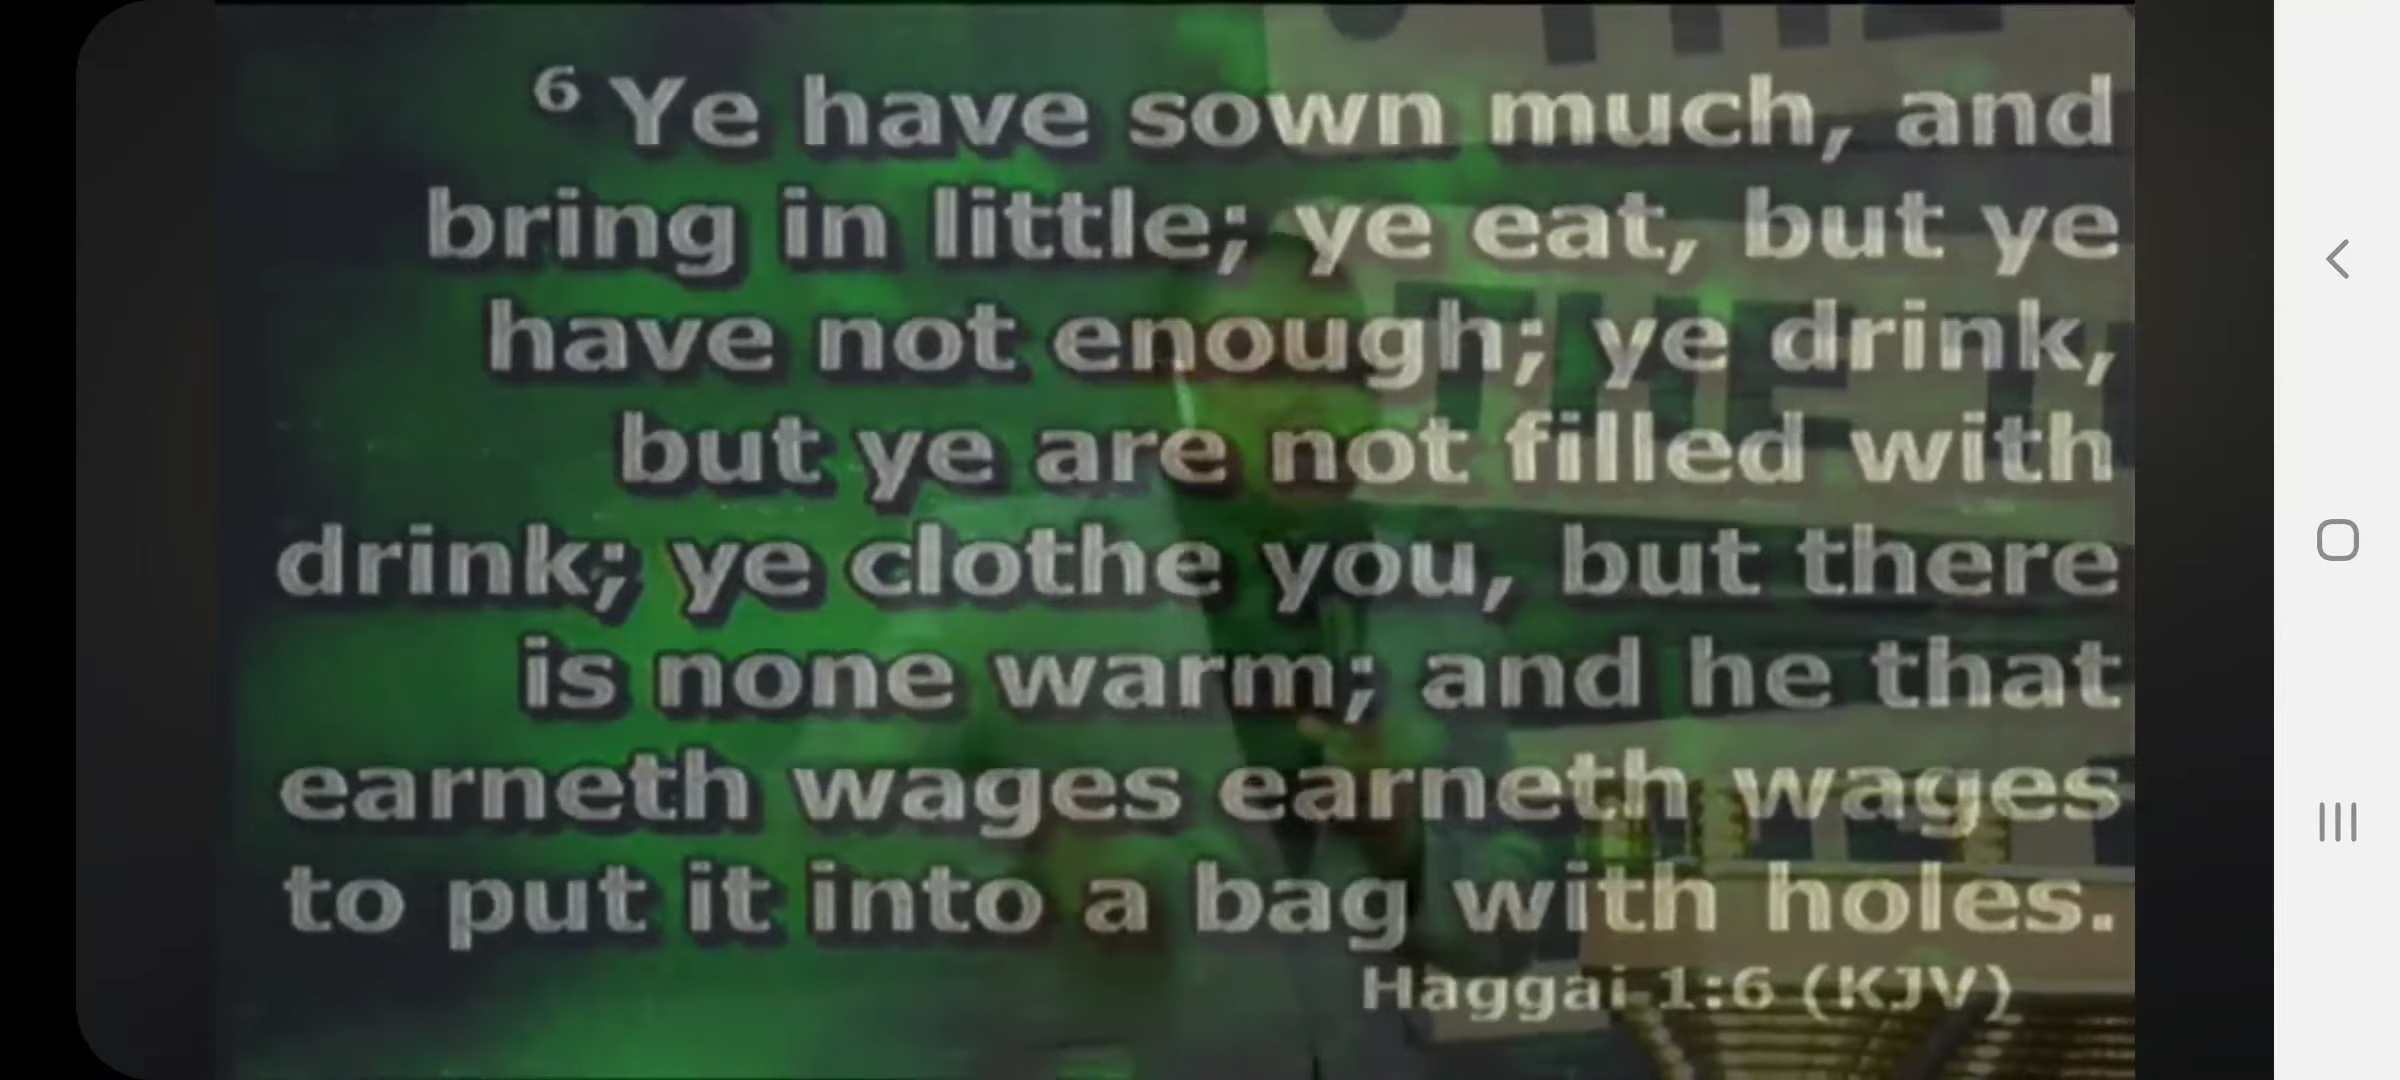 6 Ye have sown much, and
bring in little; ye eat, but ye
have not enough; ye drink,
but ye are not filled with
drink; ye clothe you, but there
is none warm; and he that
earneth wages earneth wages
to put it into a bag with holes.
Haggai 1:6 (KJV)